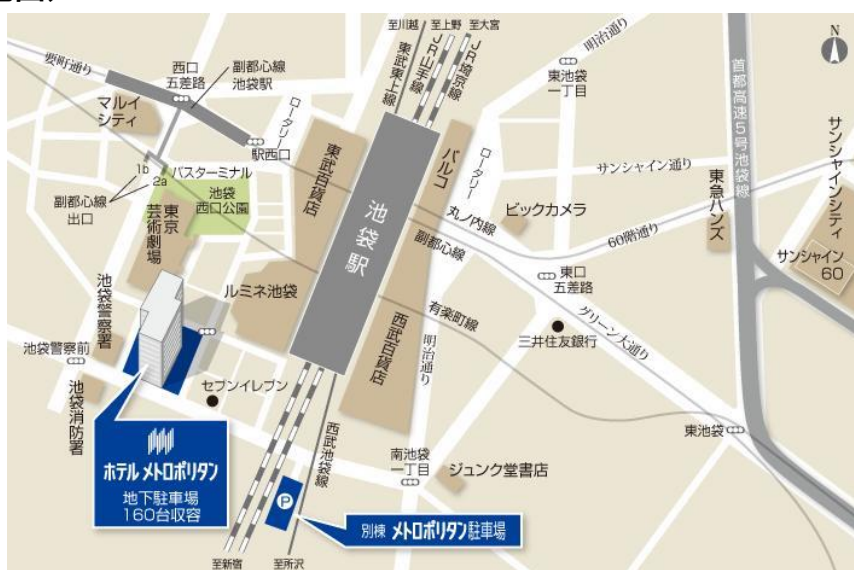 至川越
至上野
至大宮
東武東上線
JR山手線
JR埼京線
明治通り
N
要町通り
西口
五差路
副都心線
池袋駅
東池袋
一丁目
首都高速5号池袋線
マルイ
シティ
ロータリー
駅西口
東武百貨店
パルコ
ロータリー
サンシャイン通り
サンシャインシティ
1b
2a
バスターミナル
池袋
西口公園
副都心線
出口
東京
芸術劇場
池袋駅
丸ノ内線
副都心線
ビックカメラ
60階通り
東急ハンズ
サンシャイン
60
東口
五差路
ルミネ池袋
池袋警察署
有楽町線
西武百貨店
明治通り
グリーン大通り
三井住友銀行
池袋警察前
池袋消防署
セブンイレブン
西武池袋線
東池袋
南池袋
一丁目
ジュンク堂書店
ホテル メトロポリタン
地下駐車場
160台収容
P
別棟 メトロポリタン駐車場
至新宿
至所沢